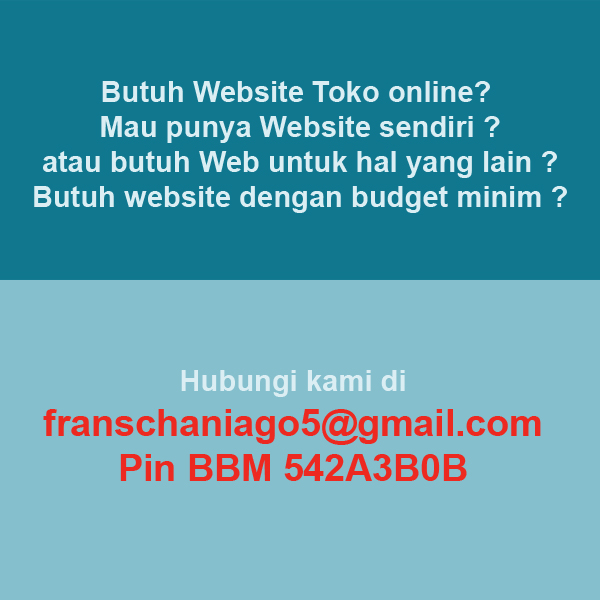 Butuh Website Toko online?
Mau punya Website sendiri ?
atau butuh Web untuk hal yang lain ?
Butuh website dengan budget minim ?
Hubungi kami di
franschaniago5@gmail.com
Pin BBM 542A3B0B